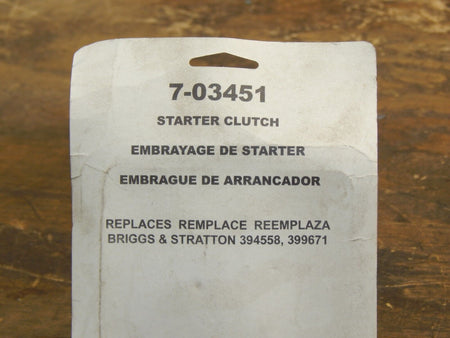 7-03451
STARTER CLUTCH
EMBRAYAGE DE STARTER
EMBRAGUE DE ARRANCADOR
REPLACES REMPLACE REEMPLAZA
BRIGGS & STRATTON 394558, 399671